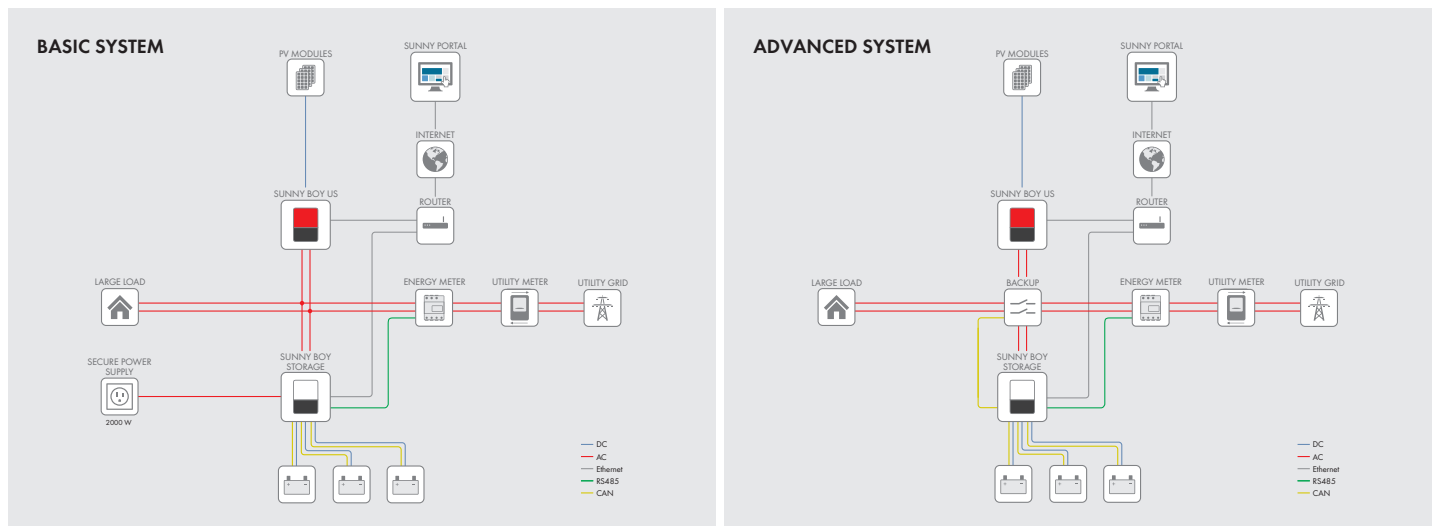 BASIC SYSTEM
PV MODULES
SUNNY PORTAL
INTERNET
SUNNY BOY US
ROUTER
LARGE LOAD
ENERGY METER
UTILITY METER
UTILITY GRID
SECURE POWER
SUPPLY
2000 W
SUNNY BOY
STORAGE
DC
AC
Ethernet
RS485
CAN
ADVANCED SYSTEM
PV MODULES
SUNNY PORTAL
INTERNET
SUNNY BOY US
ROUTER
LARGE LOAD
BACKUP
ENERGY METER
UTILITY METER
UTILITY GRID
SUNNY BOY
STORAGE
DC
AC
Ethernet
RS485
CAN